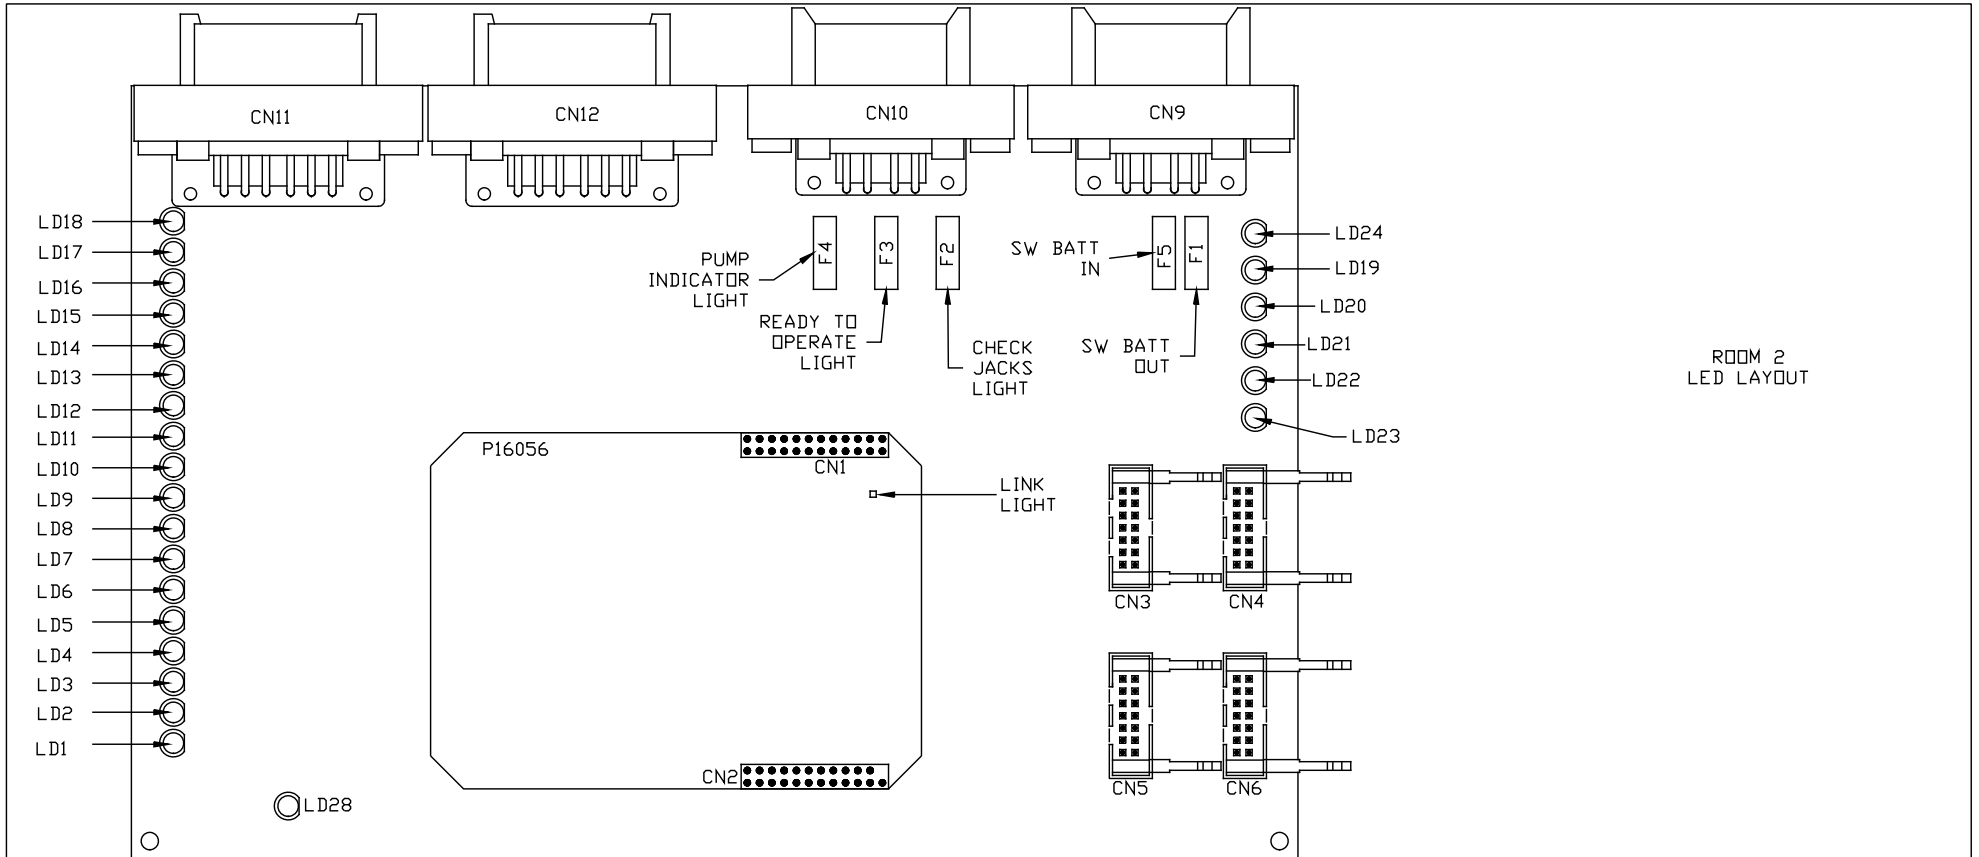 CN11
CN12
CN10
CN9
LD18
LD17
LD16
LD15
LD14
LD13
LD12
LD11
LD10
LD9
LD8
LD7
LD6
LD5
LD4
LD3
LD2
LD1
LD28
F4
F3
F2
F5
F1
PUMP
INDICATOR
LIGHT
READY TO
OPERATE
LIGHT
CHECK
JACKS
LIGHT
SW BATT
IN
SW BATT
OUT
LD24
LD19
LD20
LD21
LD22
LD23
P16056
CN1
LINK
LIGHT
CN2
CN3
CN4
CN5
CN6
ROOM 2
LED LAYOUT